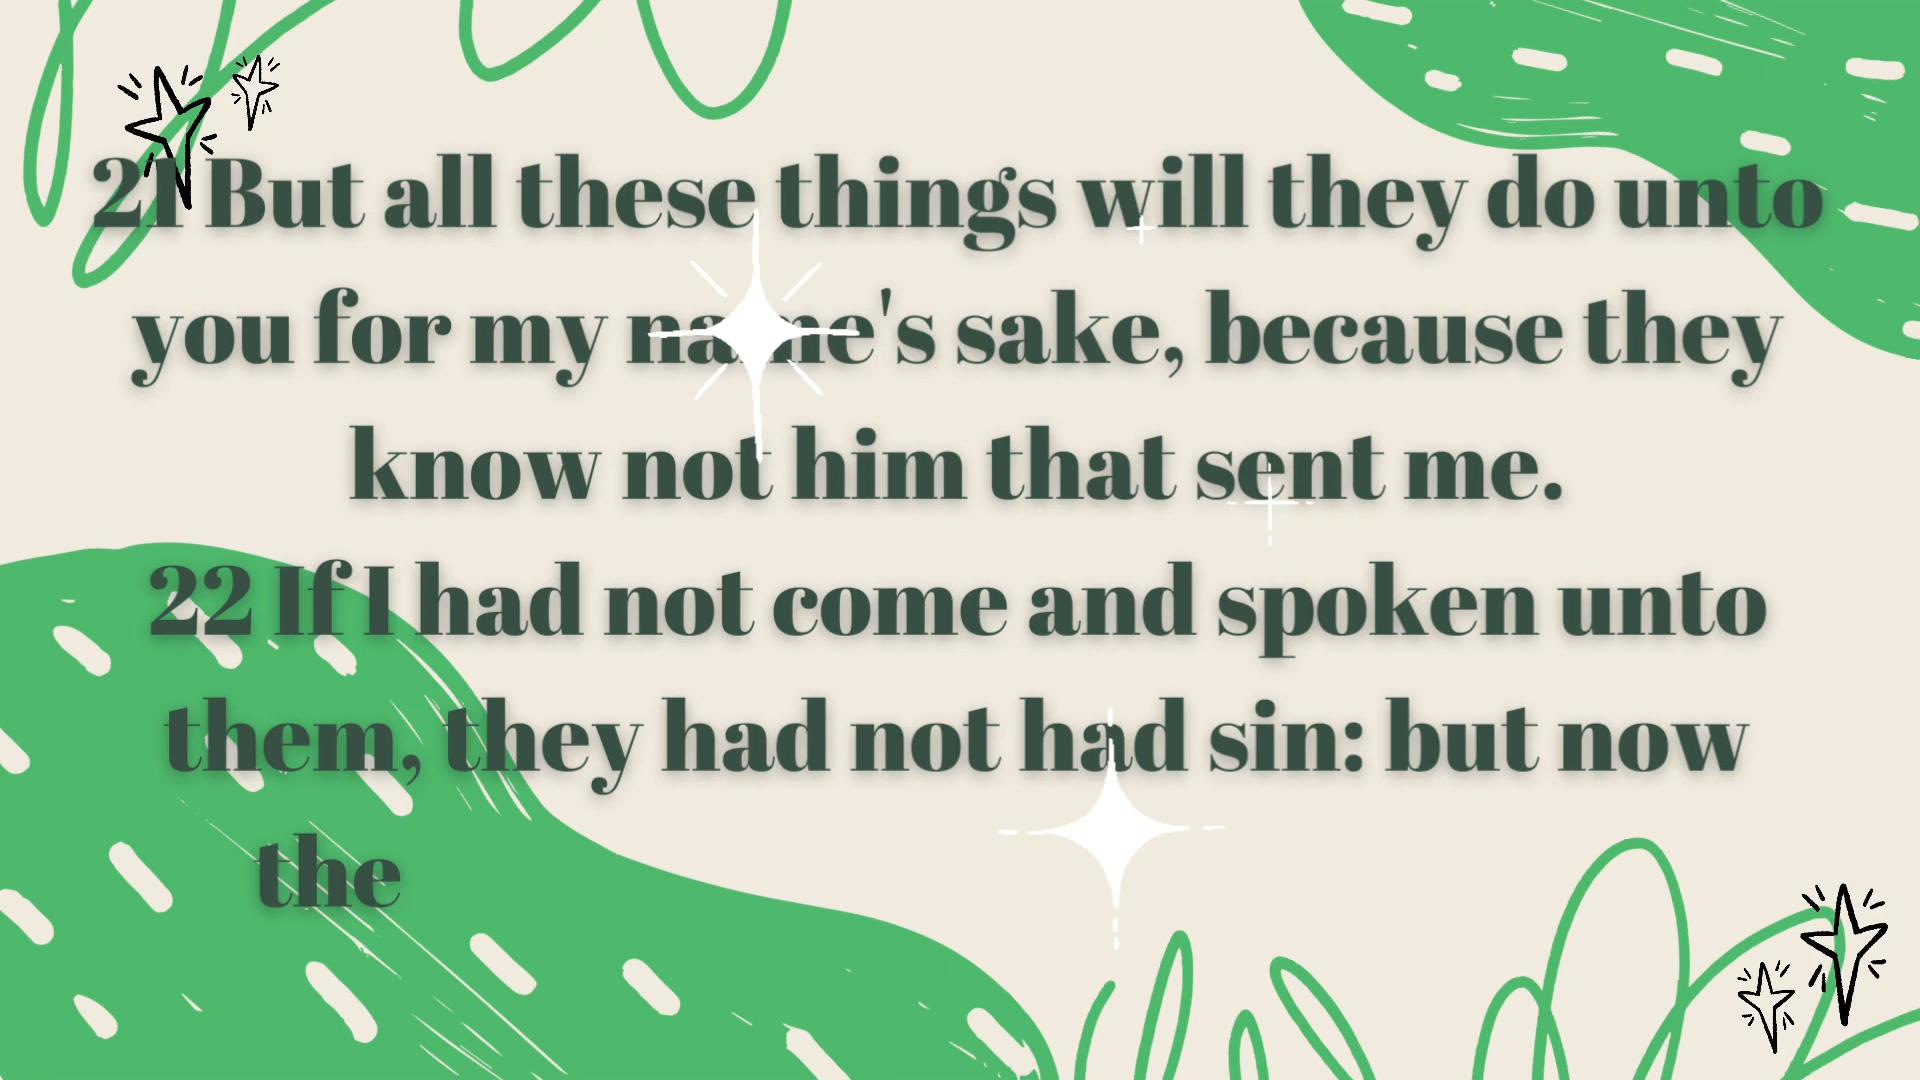 21 But all these things will they do unto
you for my name's sake, because they
know not him that sent me.
22 If I had not come and spoken unto
them, they had not had sin: but now
the